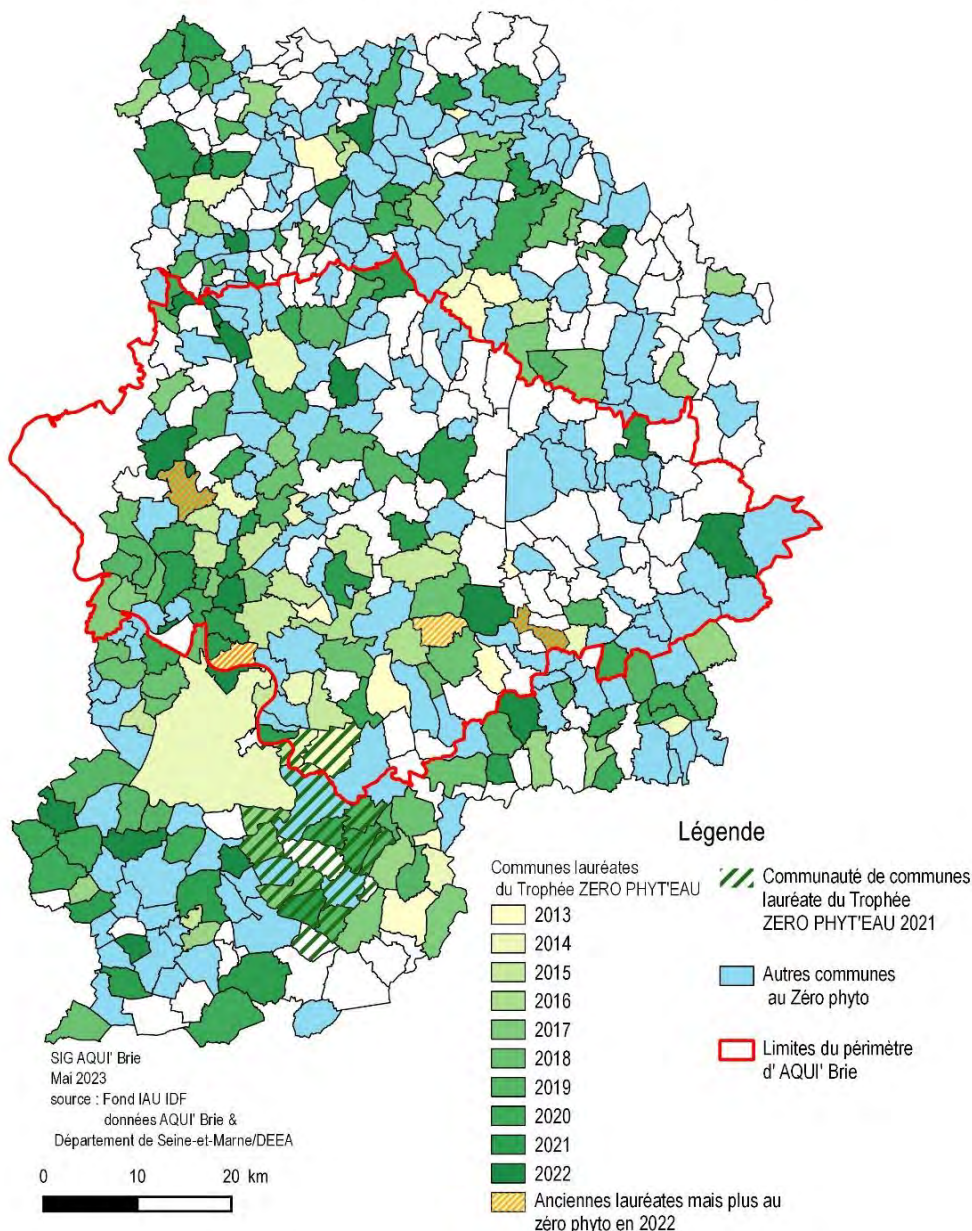 Légende
Communes lauréates
du Trophée ZERO PHYT'EAU
2013
2014
2015
2016
2017
2018
2019
2020
2021
2022
Anciennes lauréates mais plus au
zéro phyto en 2022
Communauté de communes
lauréate du Trophée
ZERO PHYT'EAU 2021
Autres communes
au Zéro phyto
Limites du périmètre
d' AQUI' Brie
SIG AQUI' Brie
Mai 2023
source : Fond IAU IDF
données AQUI' Brie &
Département de Seine-et-Marne/DEEA
0 10 20 km